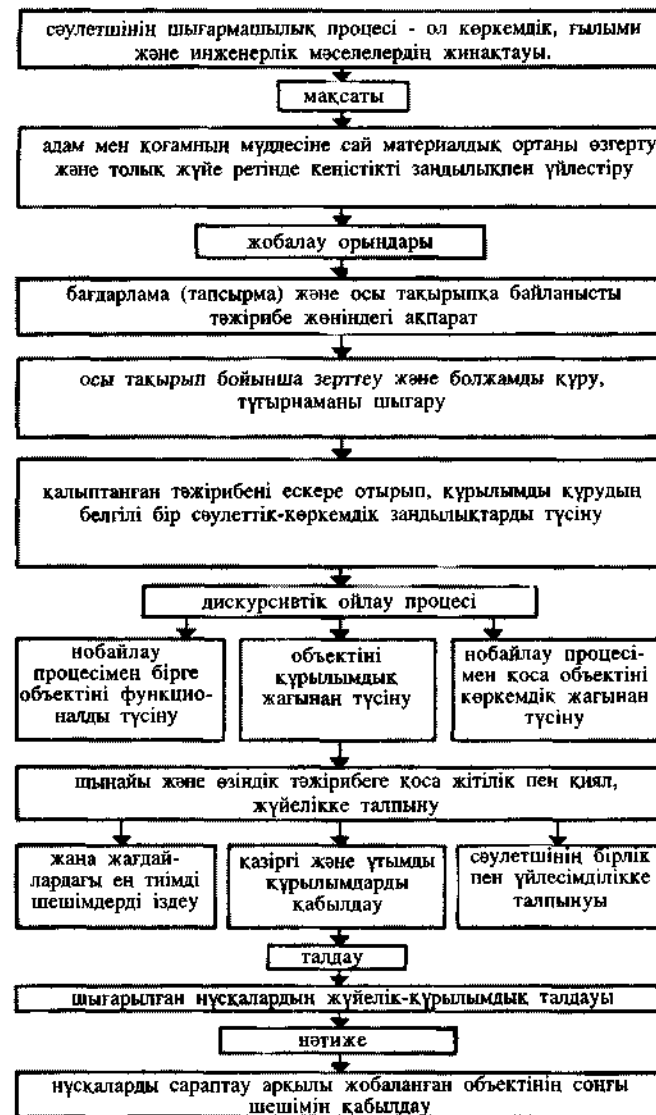 сәулетшінің шығармашылық процесі - ол көркемдік, ғылыми
және инженерлік мәселелердің жинақтауы.
мақсаты
адам мен қоғамның мүддесіне сай материалдық ортаны өзгерту
және толық жүйе ретінде кеңістікті заңдылықпен үйлестіру
жобалау орындары
бағдарлама (тапсырма) және осы тақырыпқа байланысты
тәжірибе жөніндегі ақпарат
осы тақырып бойынша зерттеу және болжамды құру,
тұғырнаманы шығару
қалыптанған тәжірибені ескере отырып, құрылымды құрудың
белгілі бір сәулеттік-көркемдік заңдылықтарды түсіну
дискурсивтік ойлау процесі
нобайлау
процесімен бірге
объектіні функцио-
налды түсіну
объектіні
құрылымдық
жағынан түсіну
нобайлау процесі-
мен қоса объектіні
көркемдік жағынан
түсіну
шынайы және өзіндік тәжірибеге қоса жітілік пен қиял,
жүйелікке талпыну
жаңа жағдай-
лардағы ең тиімді
шешімдерді іздеу
қазіргі және ұтымды
құрылымдарды
қабылдау
сәулетшінің бірлік
пен үйлесімділікке
талпынуы
талдау
шығарылған нұсқалардың жүйелік-құрылымдық талдауы
нәтиже
нұсқаларды сараптау арқылы жобаланған объектінің соңғы
шешімін қабылдау